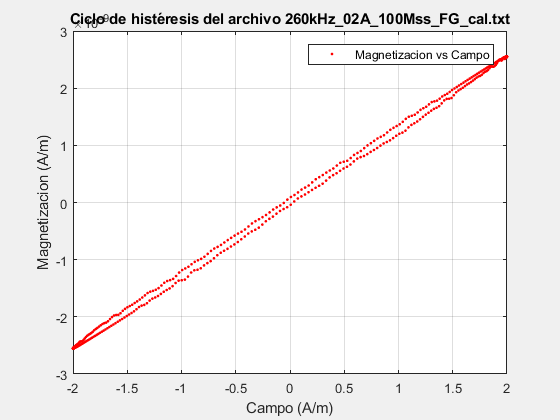 Ciclo de histéresis del archivo 260kHz_02A_100Mss_FG_cal.txt
Magnetizacion vs Campo
3
2
1
0
-1
-2
-3
Magnetizacion (A/m)
-2 -1.5 -1 -0.5 0 0.5 1 1.5 2
Campo (A/m)